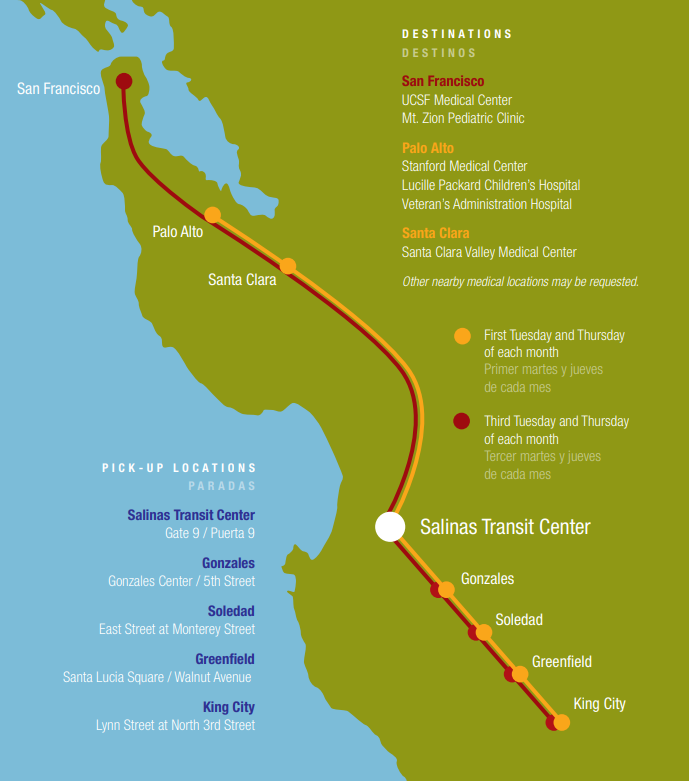 DESTINATIONS
DESTINOS
San Francisco
UCSF Medical Center
Mt. Zion Pediatric Clinic
Palo Alto
Stanford Medical Center
Lucille Packard Children's Hospital
Veteran's Administration Hospital
Santa Clara
Santa Clara Valley Medical Center
Other nearby medical locations may be requested.
San Francisco
Palo Alto
Santa Clara
First Tuesday and Thursday
of each month
Primer martes y jueves
de cada mes
Third Tuesday and Thursday
of each month
Tercer martes y jueves
de cada mes
PICK-UP LOCATIONS
PARADAS
Salinas Transit Center
Gate 9 / Puerta 9
Gonzales
Gonzales Center / 5th Street
Soledad
East Street at Monterey Street
Greenfield
Santa Lucia Square / Walnut Avenue
King City
Lynn Street at North 3rd Street
Salinas Transit Center
Gonzales
Soledad
Greenfield
King City